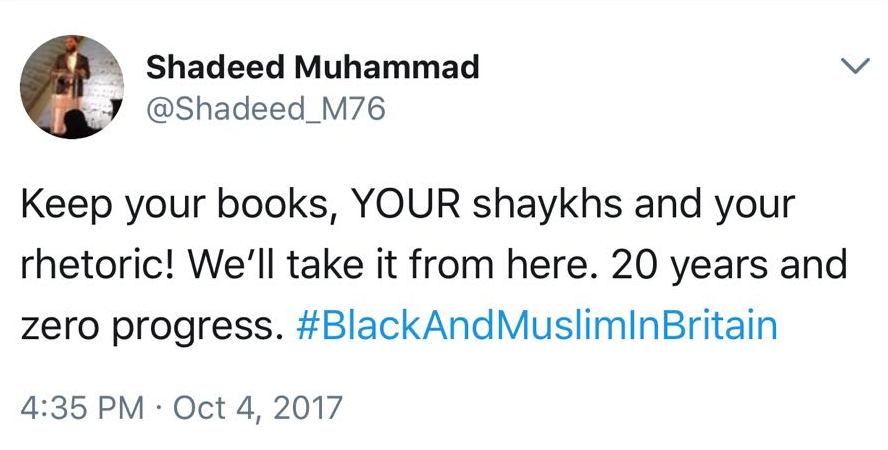 Shadeed Muhammad
@Shadeed_M76
Keep your books, YOUR shaykhs and your
rhetoric! We’ll take it from here. 20 years and
zero progress. #BlackAndMuslimInBritain
4:35 PM · Oct 4, 2017